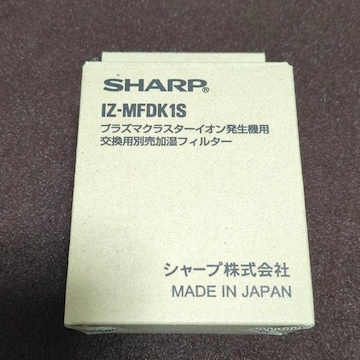 SHARP®
IZ-MFDK1S
プラズマクラスターイオン発生機用
交換用別売加湿フィルター
シャープ株式会社
MADE IN JAPAN